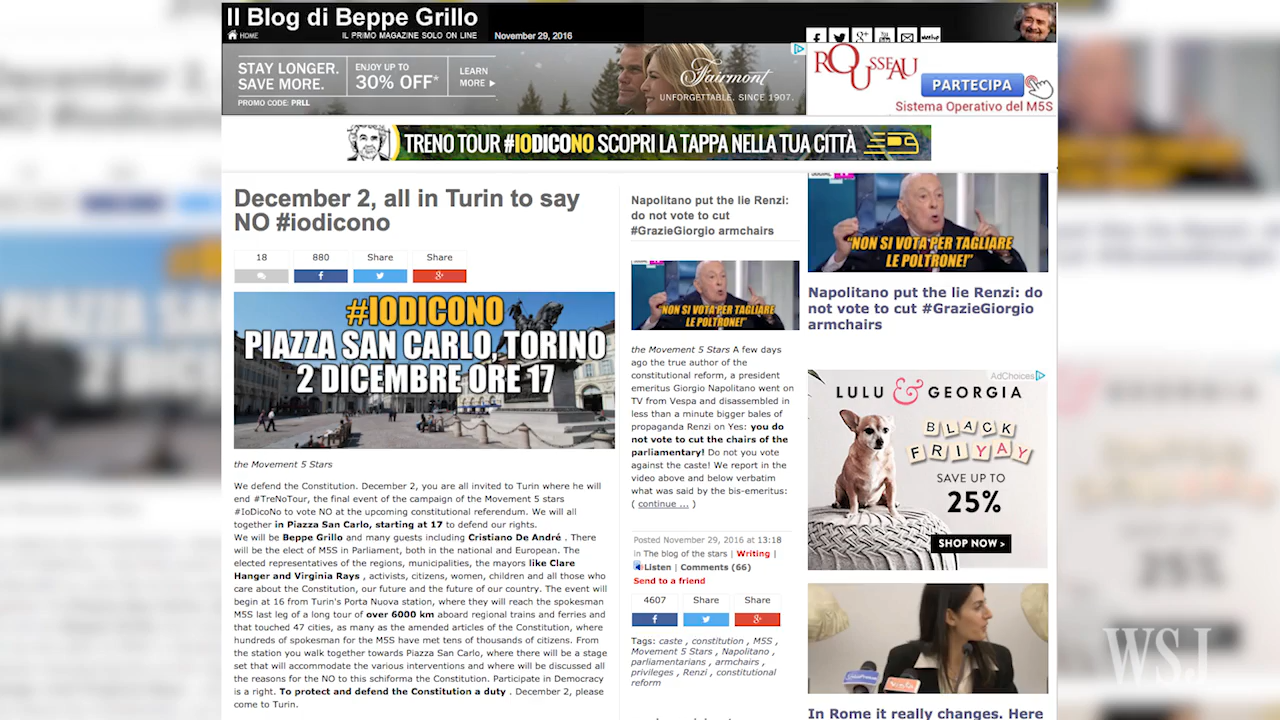 Il Blog di Beppe Grillo
HOME
IL PRIMO MAGAZINE SOLO ON LINE
November 29, 2016
STAY LONGER.
SAVE MORE.
PROMO CODE: PRLL
ENJOY UP TO
30% OFF*
LEARN
MORE
Fairmont
UNFORGETTABLE. SINCE 1907.
ROUSSEAU
PARTECIPA
Sistema Operativo del M5S
TRENO TOUR #IODICONO SCOPRI LA TAPPA NELLA TUA CITTÀ
December 2, all in Turin to say
NO #iodicono
18 880 Share Share
#IODICONO
PIAZZA SAN CARLO, TORINO
2 DICEMBRE ORE 17
the Movement 5 Stars
We defend the Constitution. December 2, you are all invited to Turin where he will
end #TreNoTour, the final event of the campaign of the Movement 5 stars
#IoDicoNo to vote NO at the upcoming constitutional referendum. We will all
together in Piazza San Carlo, starting at 17 to defend our rights.
We will be Beppe Grillo and many guests including Cristiano De André . There
will be the elect of M5S in Parliament, both in the national and European. The
elected representatives of the regions, municipalities, the mayors like Clare
Hanger and Virginia Rays , activists, citizens, women, children and all those who
care about the Constitution, our future and the future of our country. The event will
begin at 16 from Turin's Porta Nuova station, where they will reach the spokesman
M5S last leg of a long tour of over 6000 km aboard regional trains and ferries and
that touched 47 cities, as many as the amended articles of the Constitution, where
hundreds of spokesman for the M5S have met tens of thousands of citizens. From
the station you walk together towards Piazza San Carlo, where there will be a stage
set that will accommodate the various interventions and where will be discussed all
the reasons for the NO to this schiforma the Constitution. Participate in Democracy
is a right. To protect and defend the Constitution a duty . December 2, please
come to Turin.
Napolitano put the lie Renzi:
do not vote to cut
#GrazieGiorgio armchairs
"NON SI VOTA PER TAGLIARE
LE POLTRONE!"
the Movement 5 Stars A few days
ago the true author of the
constitutional reform, a president
emeritus Giorgio Napolitano went on
TV from Vespa and disassembled in
less than a minute bigger bales of
propaganda Renzi on Yes: you do
not vote to cut the chairs of the
parliamentary! Do not you vote
against the caste! We report in the
video above and below verbatim
what was said by the bis-emeritus:
( continue ... )
Posted November 29, 2016 at 13:18
in The blog of the stars | Writing |
Listen | Comments (66)
Send to a friend
4607 Share Share
Tags: caste , constitution , M5S ,
Movement 5 Stars , Napolitano ,
parliamentarians , armchairs ,
privileges , Renzi , constitutional
reform
"NON SI VOTA PER TAGLIARE
LE POLTRONE!"
Napolitano put the lie Renzi: do
not vote to cut #GrazieGiorgio
armchairs
AdChoices
LULU & GEORGIA
BLACK
FRIYAY
SAVE UP TO
25%
SHOP NOW >
In Rome it really changes. Here
WSJ